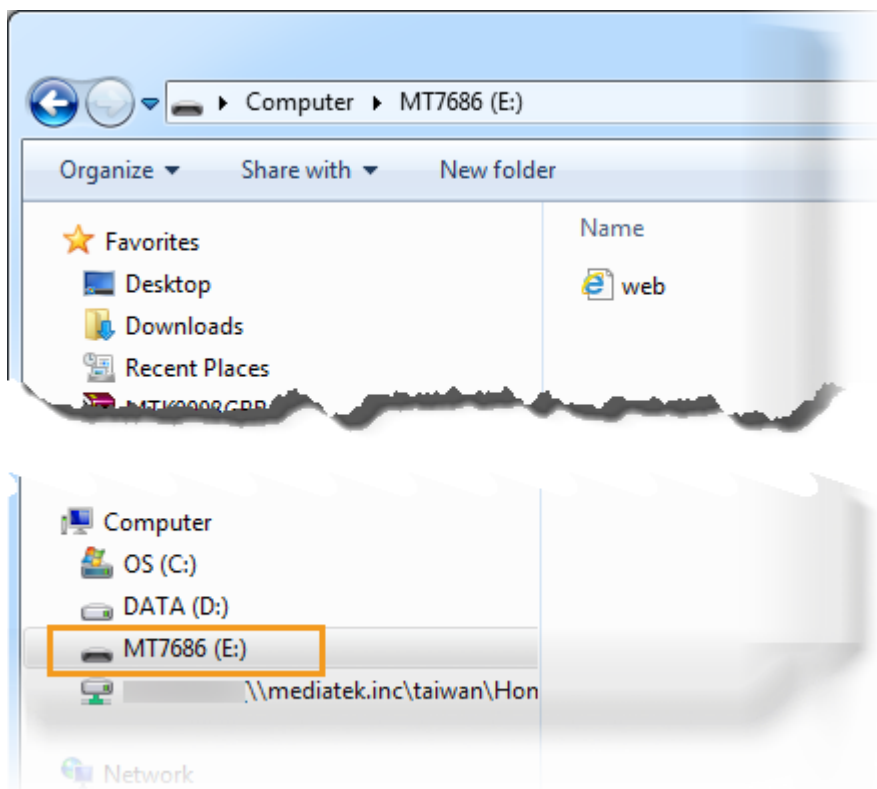 Computer MT7686 (E:)
Organize Share with New folder
Favorites
Name
Desktop
web
Downloads
Recent Places
Computer
OS (C:)
DATA (D:)
MT7686 (E:)
\\mediatek.inc\taiwan\Hon
Network